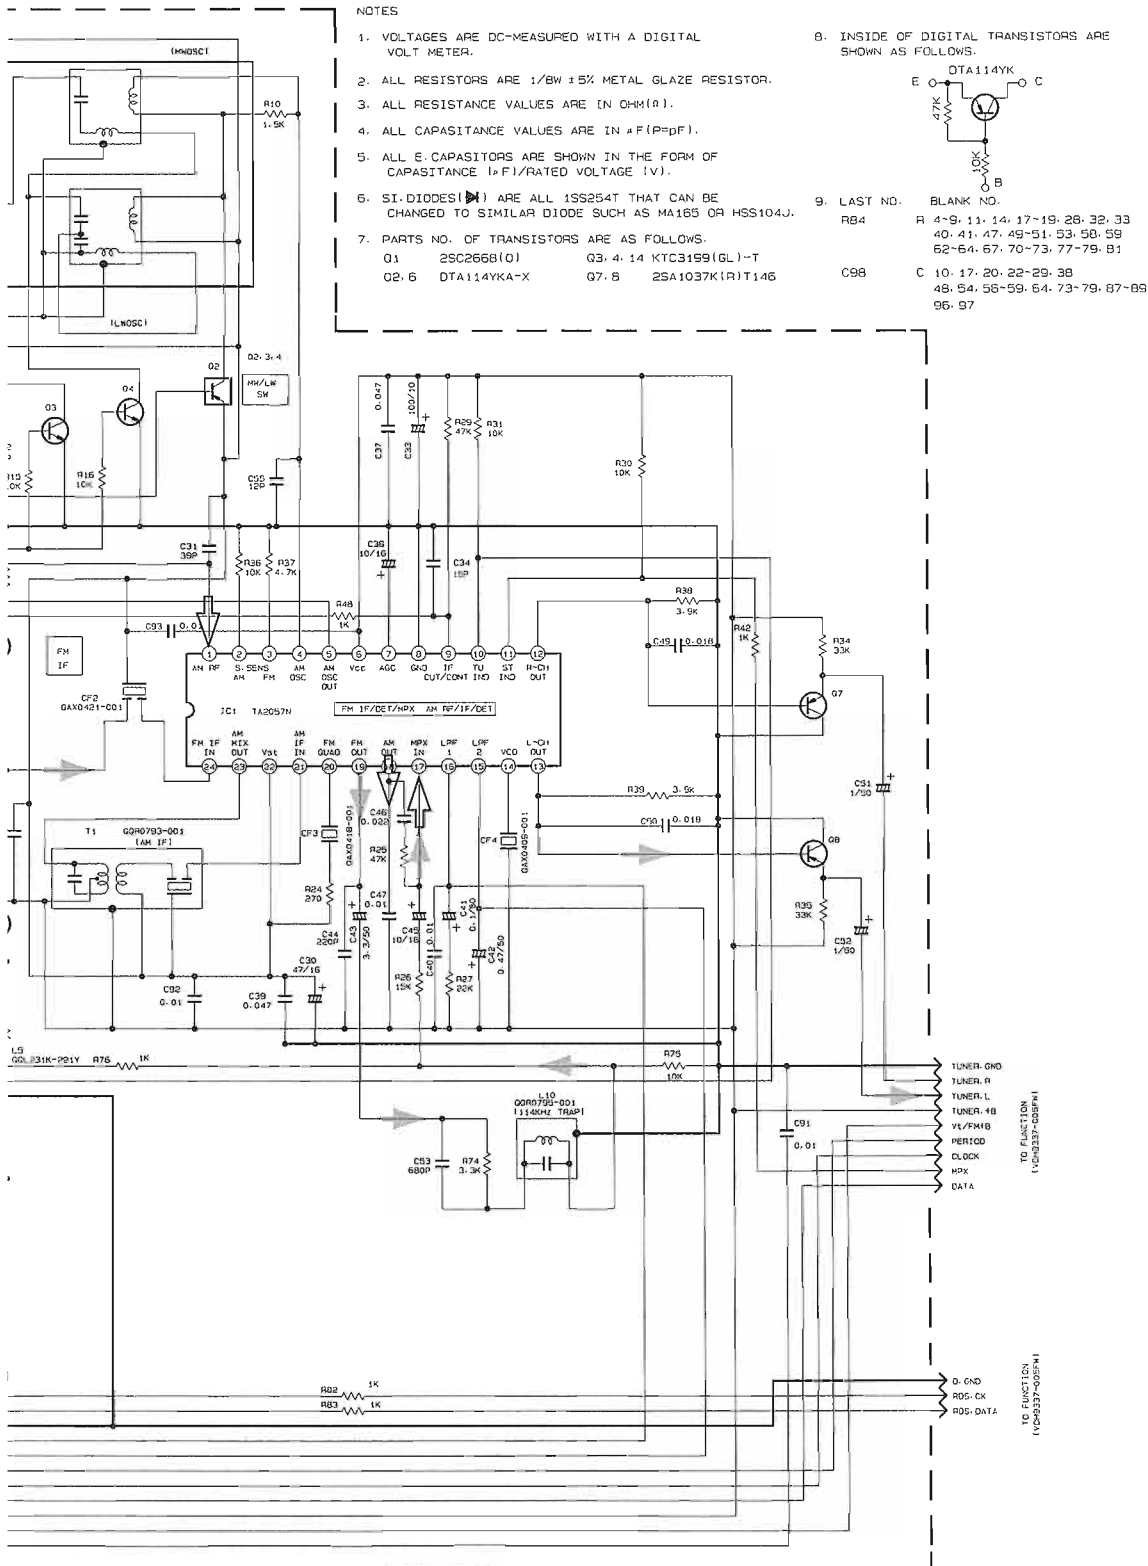 NOTES
1. VOLTAGES ARE DC-MEASURED WITH A DIGITAL
VOLT METER.
2. ALL RESISTORS ARE 1/8W ±5% METAL GLAZE RESISTOR.
3. ALL RESISTANCE VALUES ARE IN OHM(Ω).
4. ALL CAPASITANCE VALUES ARE IN μF(P=pF).
5. ALL E.CAPASITORS ARE SHOWN IN THE FORM OF
CAPASITANCE (μF)/RATED VOLTAGE (V).
6. SI.DIODES( ) ARE ALL 1SS254T THAT CAN BE
CHANGED TO SIMILAR DIODE SUCH AS MA165 OR HSS104J.
7. PARTS NO. OF TRANSISTORS ARE AS FOLLOWS.
Q1 2SC2668(O) Q3,4,14 KTC3199(GL)-T
Q2,6 DTA114YKA-X Q7,8 2SA1037K(R)T146
8. INSIDE OF DIGITAL TRANSISTORS ARE
SHOWN AS FOLLOWS.
DTA114YK
E
C
47K
10K
B
9. LAST NO. BLANK NO.
R84 R 4~9, 11, 14, 17~19, 28, 32, 33
40, 41, 47, 49~51, 53, 58, 59
62~64, 67, 70~73, 77~79, 81
C98 C 10, 17, 20, 22~29, 38
48, 54, 56~59, 64, 73~79, 87~89
96, 97
(MWOSC)
R10
1.5K
(LWOSC)
Q2
Q2,3,4
MW/LW
SW
Q4
Q3
R16
10K
C55
12P
0.047
C37
100/10
C33
R29
47K
R31
10K
R30
10K
C31
39P
R36
10K
R37
4.7K
C36
10/16
C34
R48
1K
C93
R38
3.9K
C49 0.018
R42
1K
R34
33K
FM
IF
CF2
QAX0421-001
1 2 3 4 5 6 7 8 9 10 11 12
AM RF
S.SENS
AM
FM
AM
OSC
AM
OSC
OUT
Vcc
AGC
GND
IF
OUT/CONT
TU
IND
ST
IND
R-CH
OUT
IC1 TA2057N
FM IF/DET/MPX AM RF/IF/DET
FM IF
IN
AM
MIX
OUT
Vst
AM
IF
IN
FM
QUAD
FM
OUT
AM
OUT
MPX
IN
LPF
1
LPF
2
VCO
L-CH
OUT
24 23 22 21 20 19 17 16 15 14 13
Q7
C51
1/50
R39 3.9K
C50 0.018
Q8
T1 QQR0793-001
(AM IF)
CF3
QAX0418-001
C46
0.022
R25
47K
CF4
QAX0409-001
R24
270
C47
0.01
C44
220P
C43
3.3/50
C45
10/16
C40 0.01
C41
0.1/50
C42
0.47/50
R35
33K
C52
1/50
C30
47/16
R26
15K
R27
22K
C92
0.01
C39
0.047
L5
QQL231K-221Y R76 1K
R75
10K
L10
QQR0795-001
(114KHZ TRAP)
C53
680P
R74
3.3K
C91
0.01
TUNER.GND
TUNER.R
TUNER.L
TUNER.+B
Vt/FM+B
PERIOD
CLOCK
MPX
DATA
TO FUNCTION
(VCH9337-005FW)
R82 1K
R83 1K
D.GND
RDS.CK
RDS.DATA
TO FUNCTION
(VCH9337-005FW)